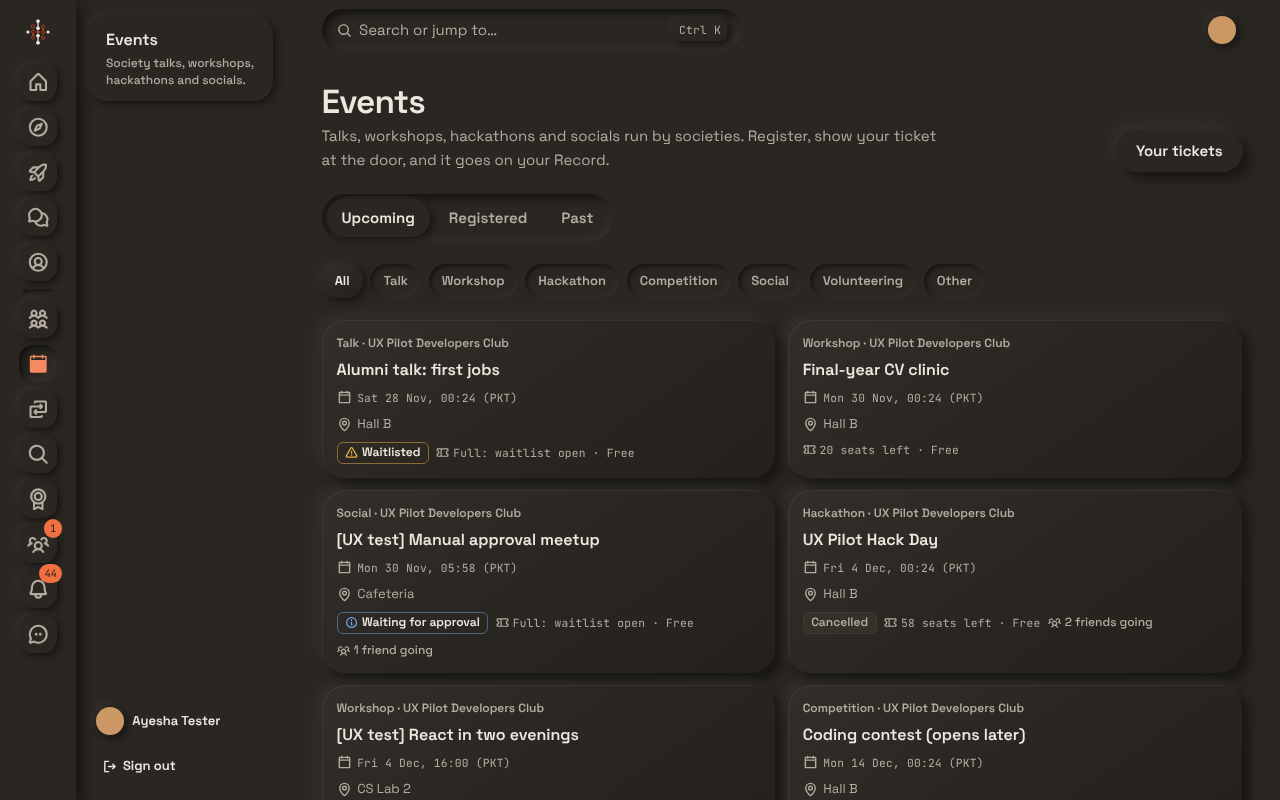 Events
Society talks, workshops,
hackathons and socials.
1
44
Ayesha Tester
Sign out
Search or jump to…
Ctrl K
Events
Talks, workshops, hackathons and socials run by societies. Register, show your ticket
at the door, and it goes on your Record.
Your tickets
Upcoming Registered Past
All Talk Workshop Hackathon Competition Social Volunteering Other
Talk · UX Pilot Developers Club
Alumni talk: first jobs
Sat 28 Nov, 00:24 (PKT)
Hall B
Waitlisted Full: waitlist open · Free
Workshop · UX Pilot Developers Club
Final-year CV clinic
Mon 30 Nov, 00:24 (PKT)
Hall B
20 seats left · Free
Social · UX Pilot Developers Club
[UX test] Manual approval meetup
Mon 30 Nov, 05:58 (PKT)
Cafeteria
Waiting for approval Full: waitlist open · Free
1 friend going
Hackathon · UX Pilot Developers Club
UX Pilot Hack Day
Fri 4 Dec, 00:24 (PKT)
Hall B
Cancelled 58 seats left · Free 2 friends going
Workshop · UX Pilot Developers Club
[UX test] React in two evenings
Fri 4 Dec, 16:00 (PKT)
CS Lab 2
Competition · UX Pilot Developers Club
Coding contest (opens later)
Mon 14 Dec, 00:24 (PKT)
Hall B